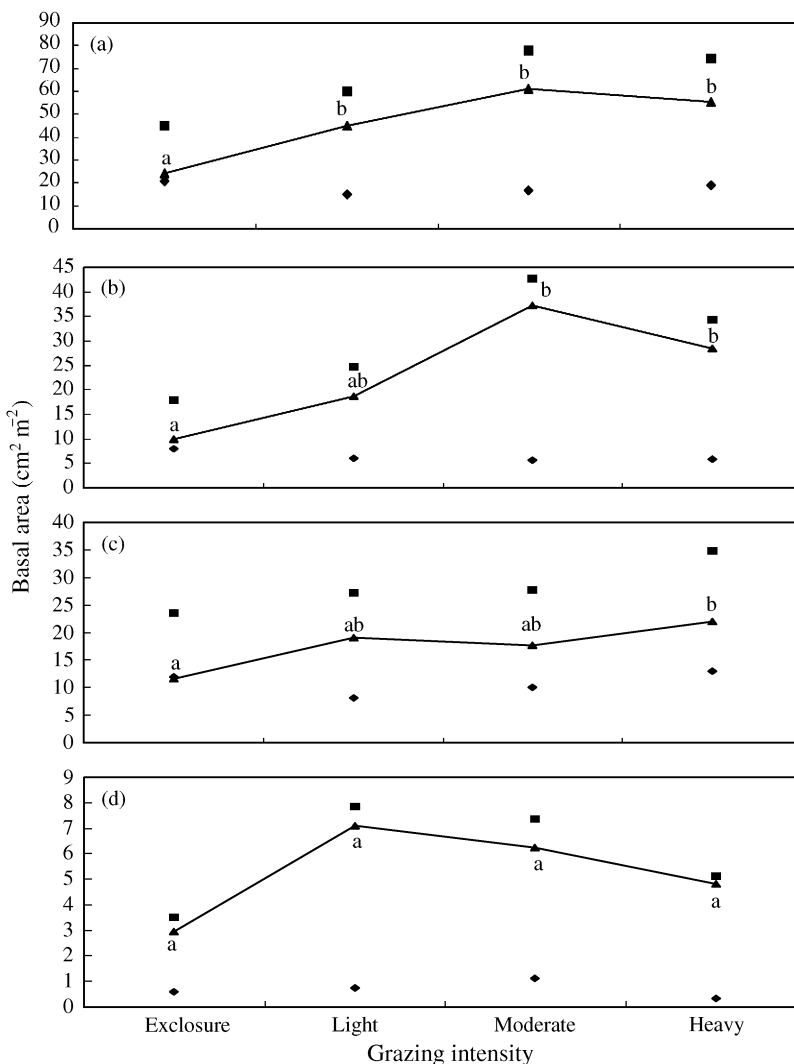 (a)
90
80
70
60
50
40
30
20
10
0
a
b
b
b
(b)
45
40
35
30
25
20
15
10
5
0
a
ab
b
b
(c)
40
35
30
25
20
15
10
5
0
a
ab
ab
b
(d)
9
8
7
6
5
4
3
2
1
0
a
a
a
a
Basal area (cm² m⁻²)
Exclosure Light Moderate Heavy
Grazing intensity